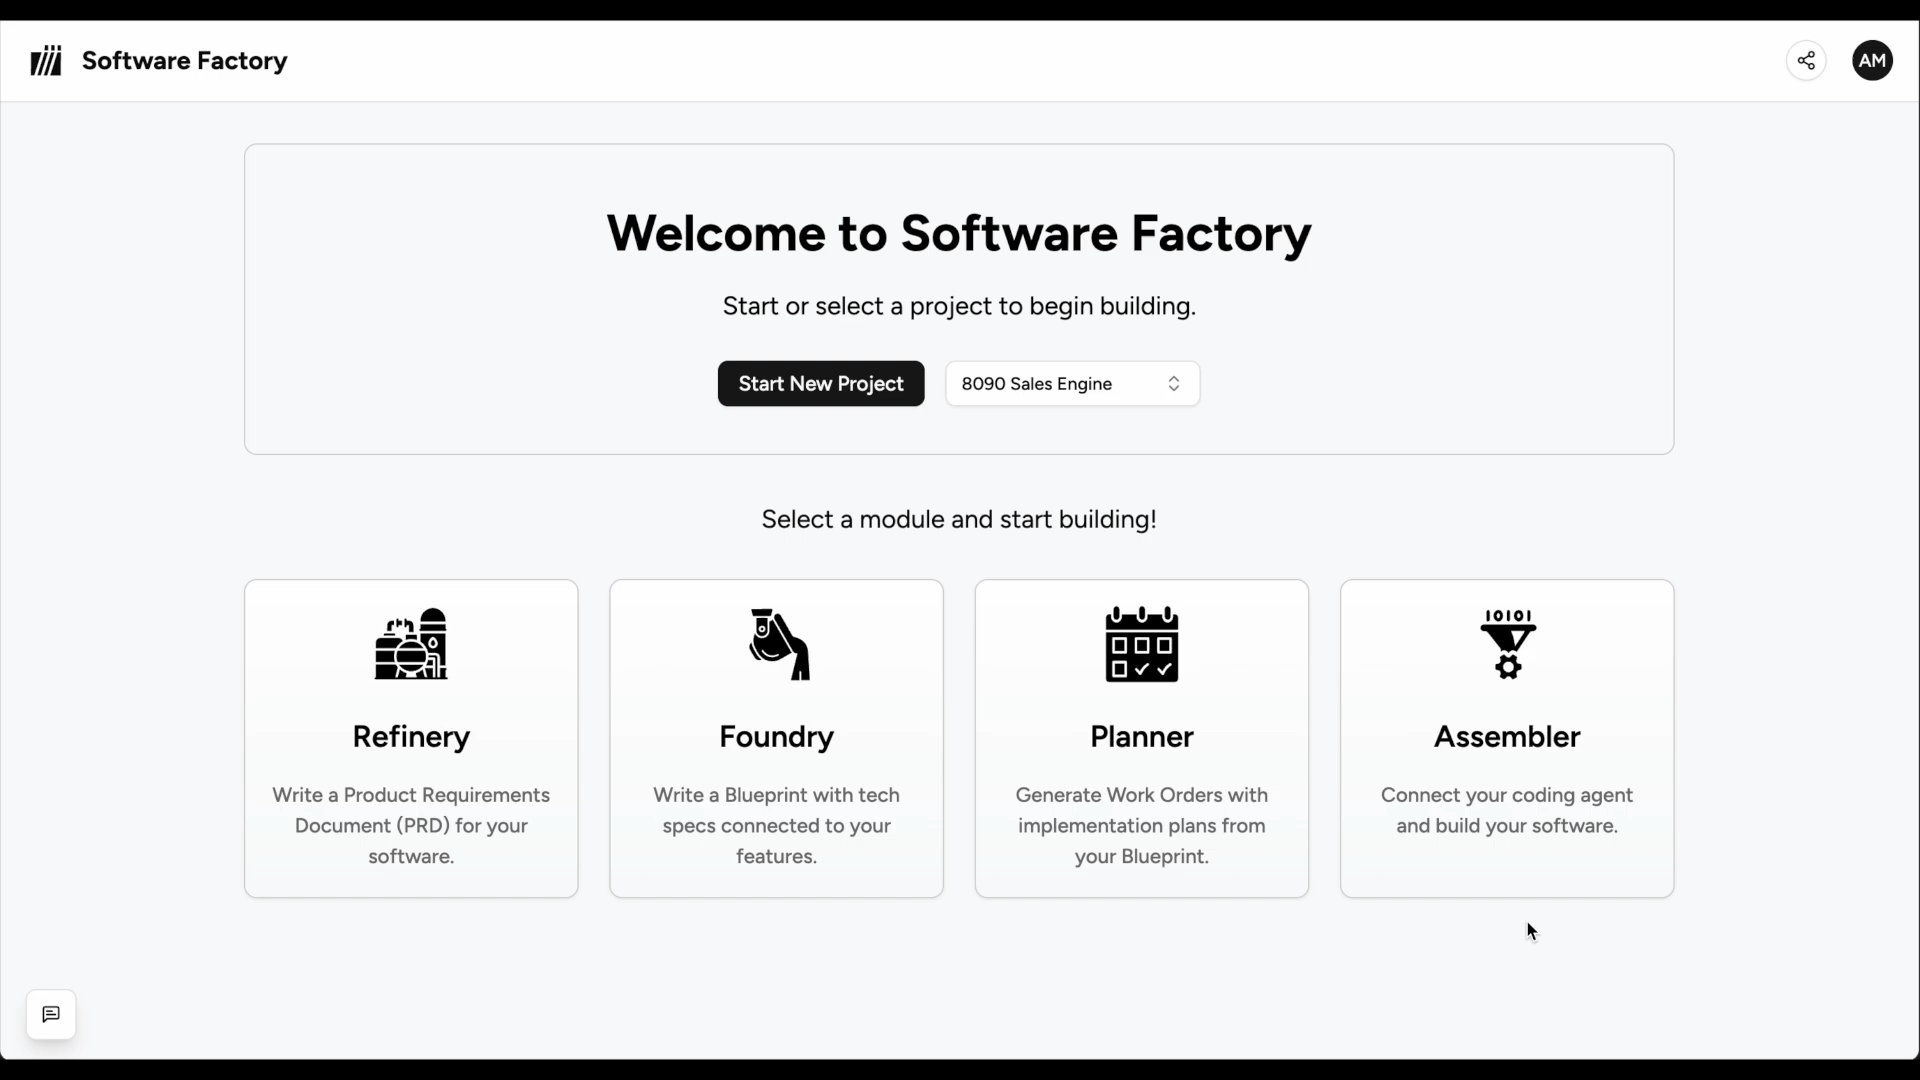 Software Factory
AM
Welcome to Software Factory
Start or select a project to begin building.
Start New Project
8090 Sales Engine
Select a module and start building!
Refinery
Write a Product Requirements
Document (PRD) for your
software.
Foundry
Write a Blueprint with tech
specs connected to your
features.
Planner
Generate Work Orders with
implementation plans from
your Blueprint.
01010
Assembler
Connect your coding agent
and build your software.